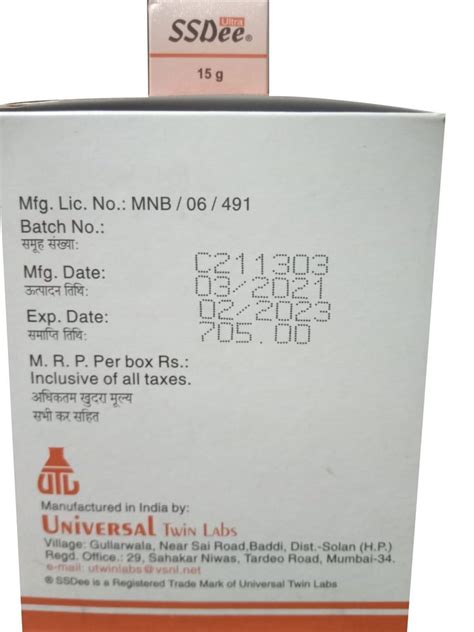 Ultra
SSDee®
15 g
Mfg. Lic. No.: MNB / 06 / 491
Batch No.:
समूह संख्या:
C211303
Mfg. Date:
उत्पादन तिथि:
03/2021
Exp. Date:
समाप्ति तिथि:
02/2023
705.00
M. R. P. Per box Rs.:
Inclusive of all taxes.
अधिकतम खुदरा मूल्य
सभी कर सहित
UTL
Manufactured in India by:
UNIVERSAL TWIN LABS
Village: Gullarwala, Near Sai Road,Baddi, Dist.-Solan (H.P.)
Regd. Office.: 29, Sahakar Niwas, Tardeo Road, Mumbai-34.
e-mail: utwinlabs@vsnl.net
® SSDee is a Registered Trade Mark of Universal Twin Labs